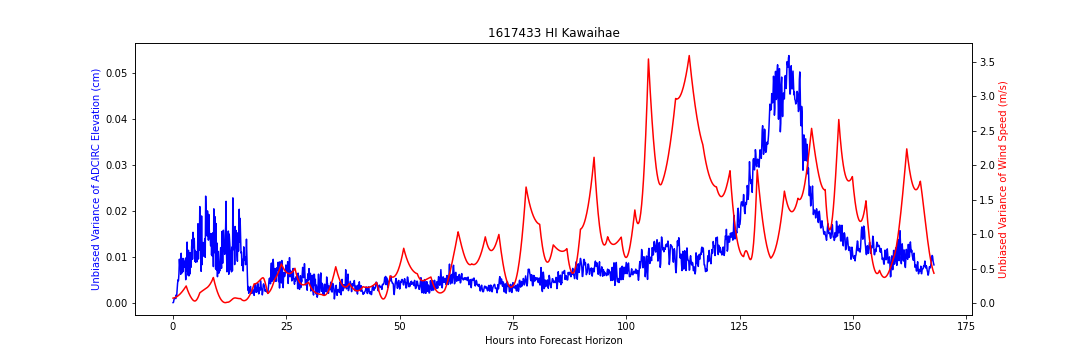 1617433 HI Kawaihae
Unbiased Variance of ADCIRC Elevation (cm)
0.05
0.04
0.03
0.02
0.01
0.00
3.5
3.0
2.5
2.0
1.5
1.0
0.5
0.0
Unbiased Variance of Wind Speed (m/s)
0 25 50 75 100 125 150 175
Hours into Forecast Horizon